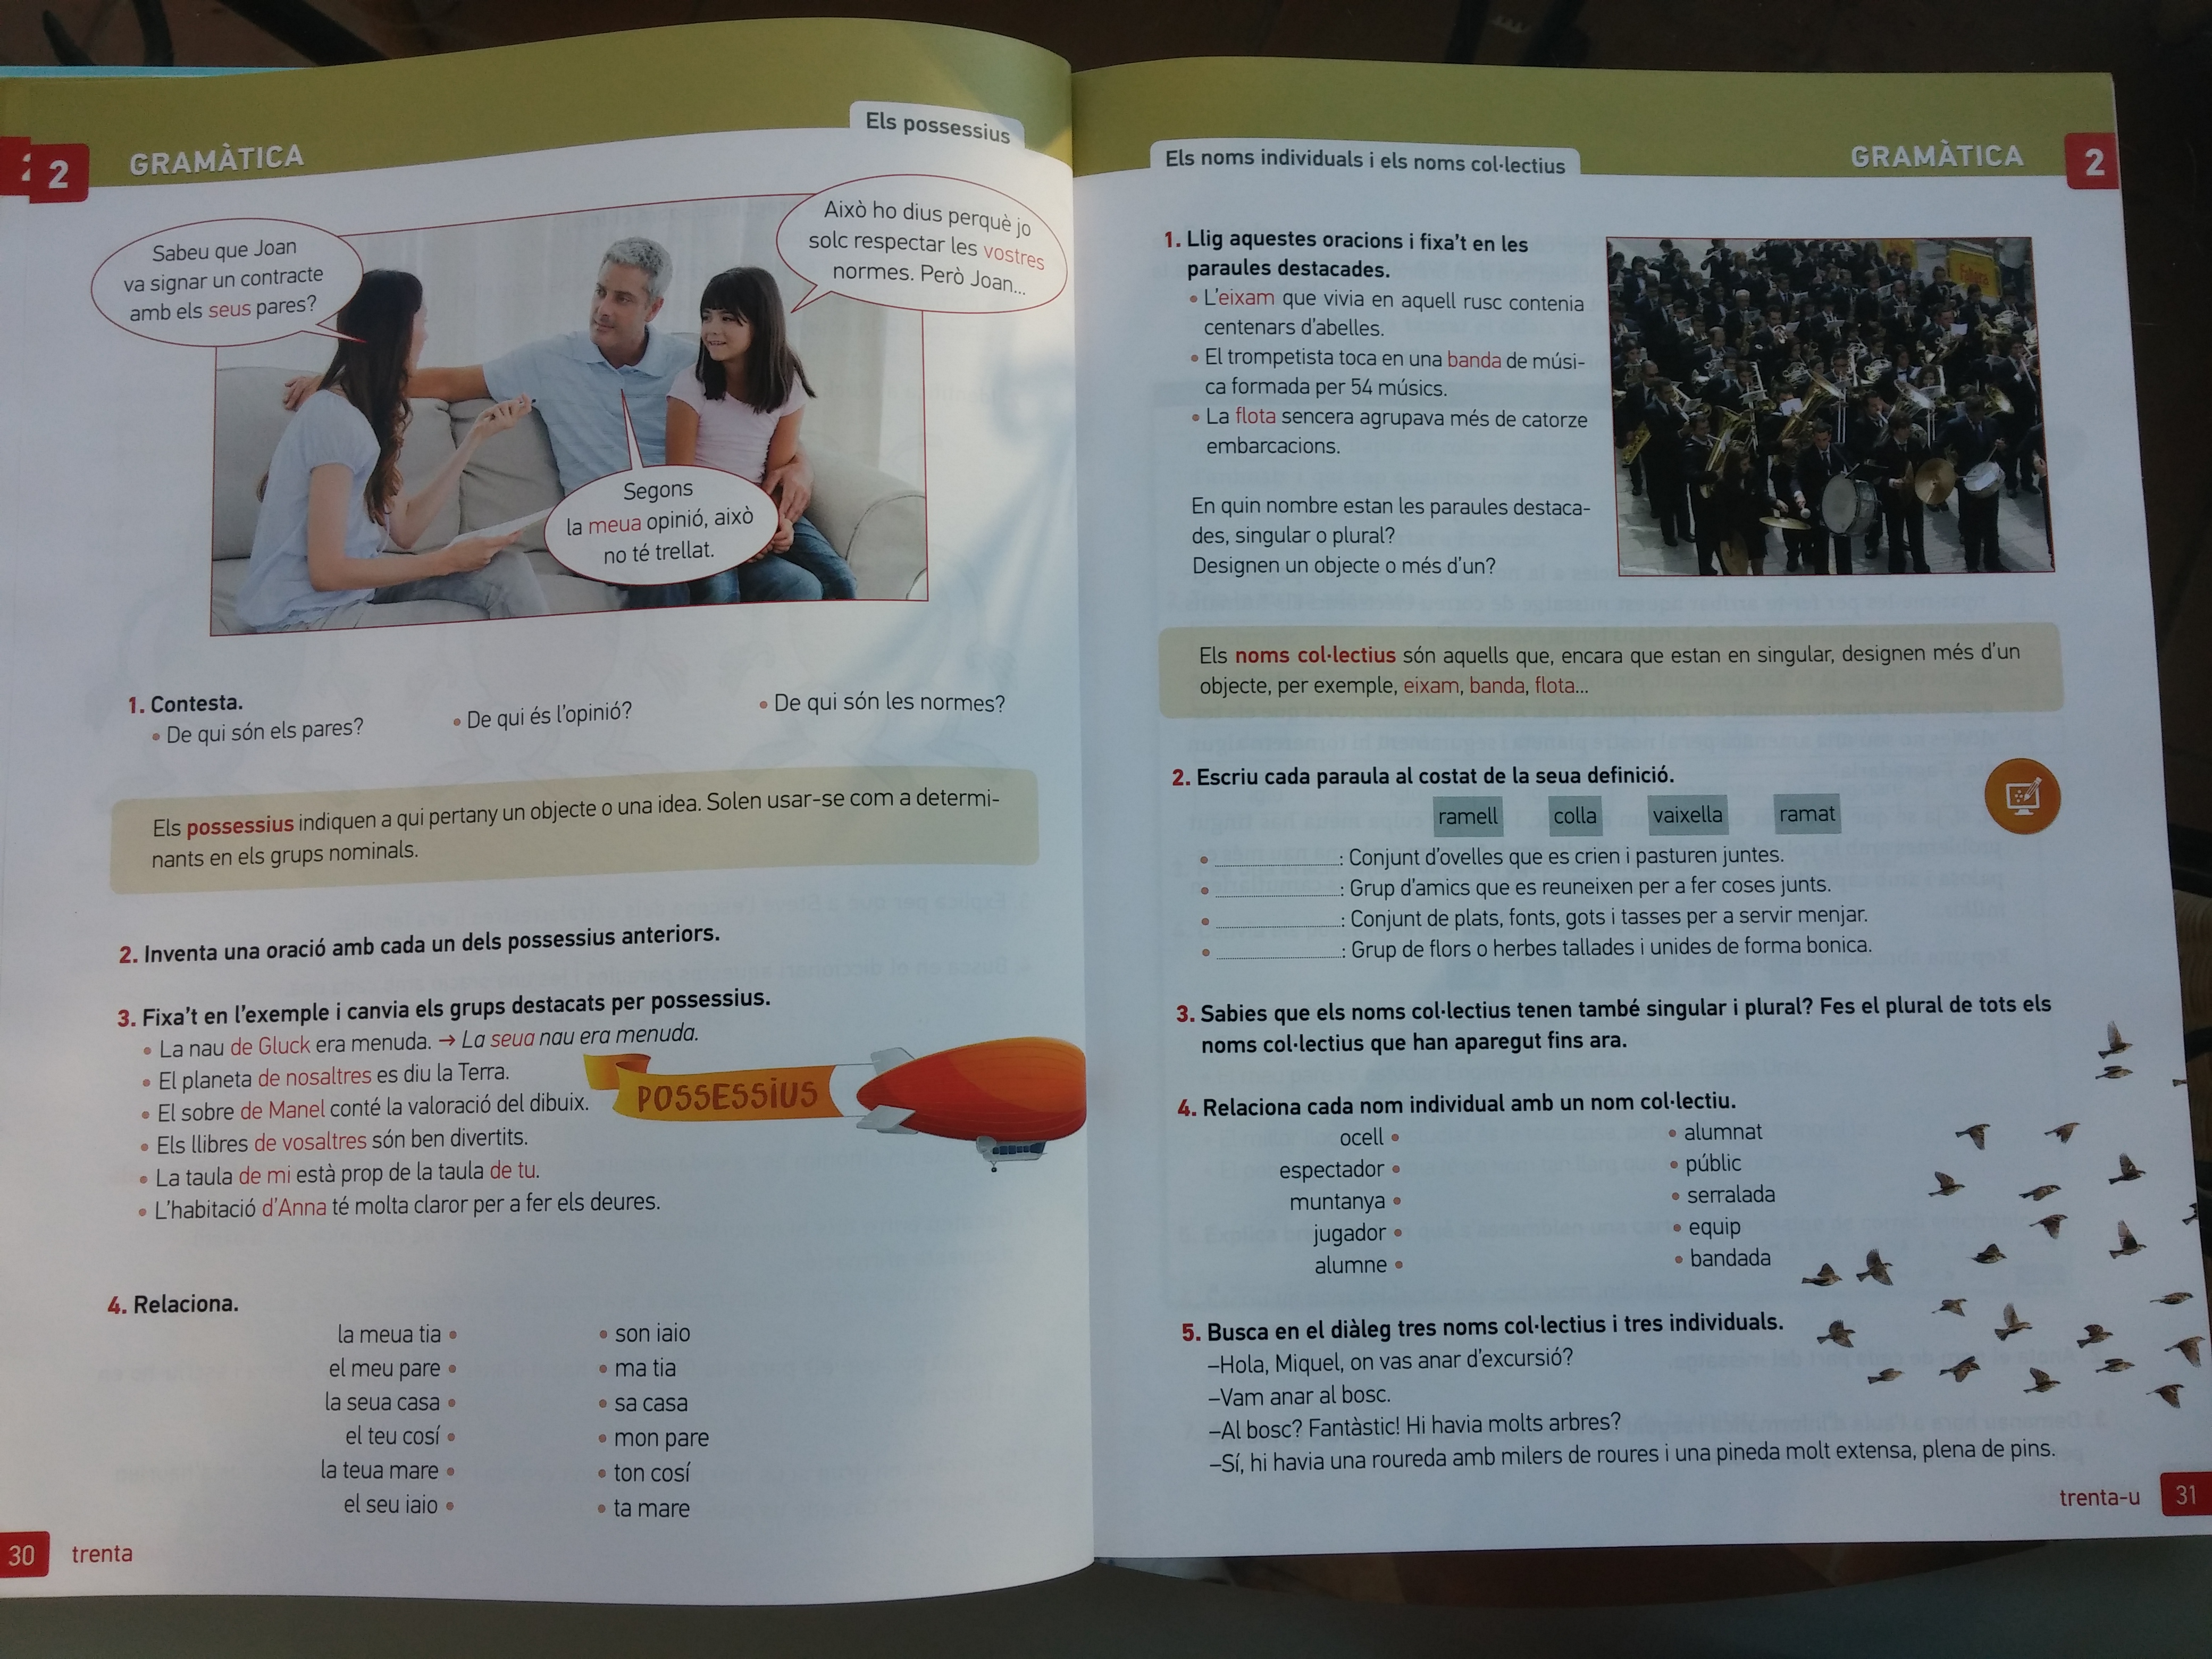 2
GRAMÀTICA
Els possessius
Sabeu que Joan
va signar un contracte
amb els seus pares?
Això ho dius perquè jo
solc respectar les vostres
normes. Però Joan...
Segons
la meua opinió, això
no té trellat.
1. Contesta.
• De qui són els pares?
• De qui és l'opinió?
• De qui són les normes?
Els possessius indiquen a qui pertany un objecte o una idea. Solen usar-se com a determi-
nants en els grups nominals.
2. Inventa una oració amb cada un dels possessius anteriors.
3. Fixa't en l'exemple i canvia els grups destacats per possessius.
• La nau de Gluck era menuda. → La seua nau era menuda.
• El planeta de nosaltres es diu la Terra.
• El sobre de Manel conté la valoració del dibuix.
• Els llibres de vosaltres són ben divertits.
• La taula de mi està prop de la taula de tu.
• L'habitació d'Anna té molta claror per a fer els deures.
POSSESSIUS
4. Relaciona.
la meua tia • • son iaio
el meu pare • • ma tia
la seua casa • • sa casa
el teu cosí • • mon pare
la teua mare • • ton cosí
el seu iaio • • ta mare
30 trenta
Els noms individuals i els noms col·lectius
GRAMÀTICA
2
1. Llig aquestes oracions i fixa't en les
paraules destacades.
• L'eixam que vivia en aquell rusc contenia
centenars d'abelles.
• El trompetista toca en una banda de músi-
ca formada per 54 músics.
• La flota sencera agrupava més de catorze
embarcacions.
En quin nombre estan les paraules destaca-
des, singular o plural?
Designen un objecte o més d'un?
Els noms col·lectius són aquells que, encara que estan en singular, designen més d'un
objecte, per exemple, eixam, banda, flota...
2. Escriu cada paraula al costat de la seua definició.
ramell colla vaixella ramat
• ............: Conjunt d'ovelles que es crien i pasturen juntes.
• ............: Grup d'amics que es reuneixen per a fer coses junts.
• ............: Conjunt de plats, fonts, gots i tasses per a servir menjar.
• ............: Grup de flors o herbes tallades i unides de forma bonica.
3. Sabies que els noms col·lectius tenen també singular i plural? Fes el plural de tots els
noms col·lectius que han aparegut fins ara.
4. Relaciona cada nom individual amb un nom col·lectiu.
ocell • • alumnat
espectador • • públic
muntanya • • serralada
jugador • • equip
alumne • • bandada
5. Busca en el diàleg tres noms col·lectius i tres individuals.
–Hola, Miquel, on vas anar d'excursió?
–Vam anar al bosc.
–Al bosc? Fantàstic! Hi havia molts arbres?
–Sí, hi havia una roureda amb milers de roures i una pineda molt extensa, plena de pins.
trenta-u 31